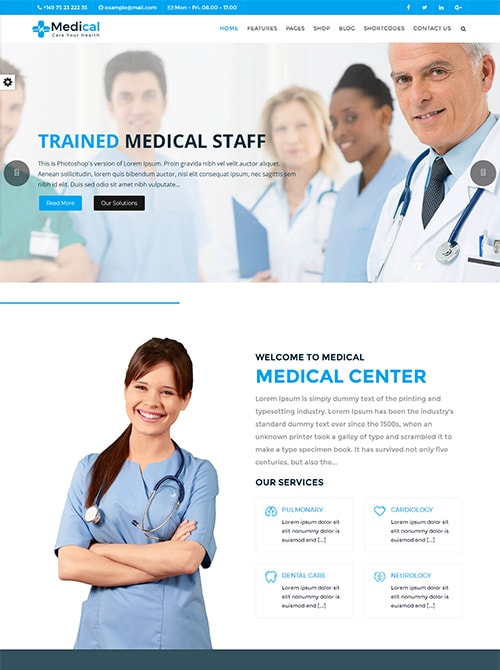 +149 75 23 222 35 example@mail.com Mon - Fri: 08.00 - 17.00
Medical
Care Your Health
HOME FEATURES PAGES SHOP BLOG SHORTCODES CONTACT US
TRAINED MEDICAL STAFF
This is Photoshop's version of Lorem Ipsum. Proin gravida nibh vel velit auctor aliquet.
Aenean sollicitudin, lorem quis bibendum auctor, nisi elit consequat ipsum, nec sagittis sem
nibh id elit. Duis sed odio sit amet nibh vulputate...
Read More Our Solutions
WELCOME TO MEDICAL
MEDICAL CENTER
Lorem Ipsum is simply dummy text of the printing and
typesetting industry. Lorem Ipsum has been the industry's
standard dummy text ever since the 1500s, when an
unknown printer took a galley of type and scrambled it to
make a type specimen book. It has survived not only five
centuries, but also the...
OUR SERVICES
PULMONARY
Lorem ipsum dolor sit
elit lorem ipsum is
euismod end [...]
CARDIOLOGY
Lorem ipsum dolor sit
elit lorem ipsum is
euismod end [...]
DENTAL CARE
Lorem ipsum dolor sit
elit lorem ipsum is
euismod end [...]
NEUROLOGY
Lorem ipsum dolor sit
elit lorem ipsum is
euismod end [...]